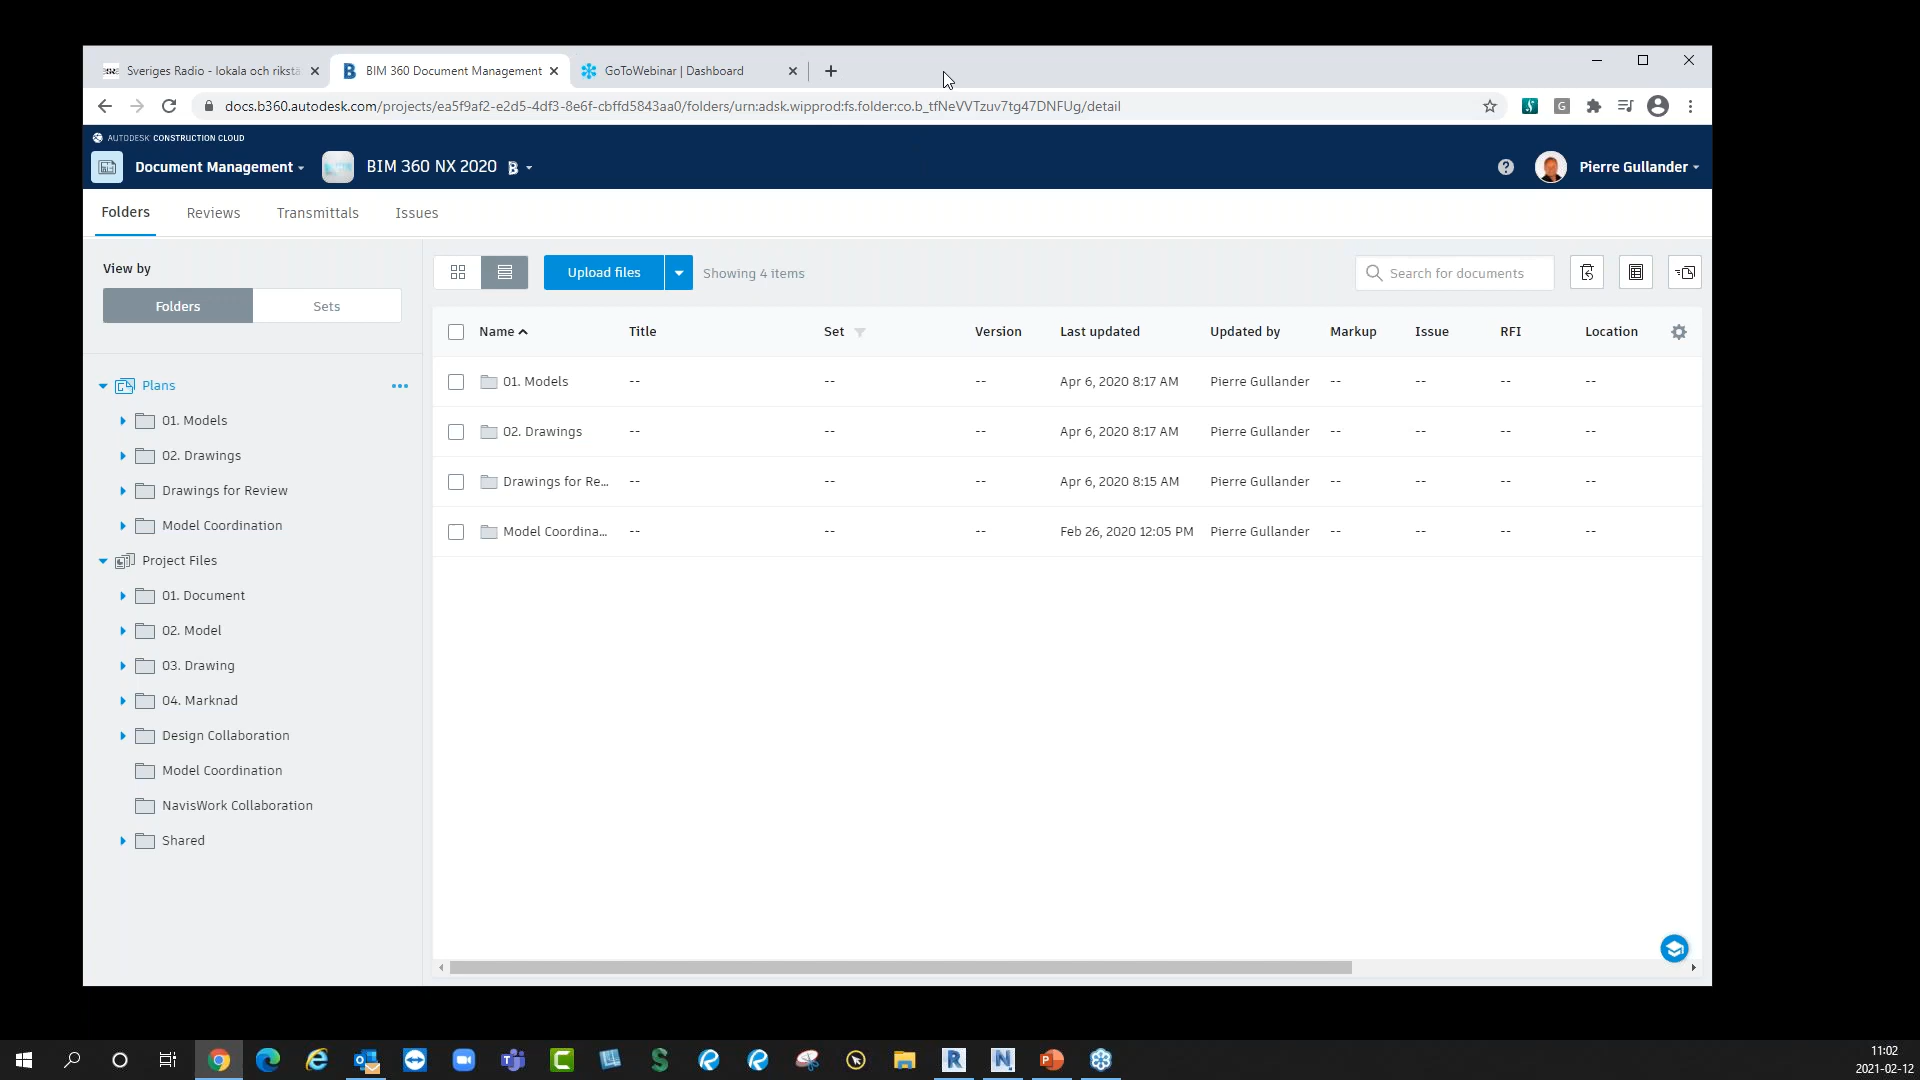 Sveriges Radio - lokala och rikstä
BIM 360 Document Management
GoToWebinar | Dashboard
docs.b360.autodesk.com/projects/ea5f9af2-e2d5-4df3-8e6f-cbffd5843aa0/folders/urn:adsk.wipprod:fs.folder:co.b_tfNeVVTzuv7tg47DNFUg/detail
AUTODESK CONSTRUCTION CLOUD
Document Management
BIM 360 NX 2020
Pierre Gullander
Folders Reviews Transmittals Issues
View by
Folders Sets
Upload files
Showing 4 items
Search for documents
Name Title Set Version Last updated Updated by Markup Issue RFI Location
01. Models -- -- -- Apr 6, 2020 8:17 AM Pierre Gullander -- -- -- --
02. Drawings -- -- -- Apr 6, 2020 8:17 AM Pierre Gullander -- -- -- --
Drawings for Re... -- -- -- Apr 6, 2020 8:15 AM Pierre Gullander -- -- -- --
Model Coordina... -- -- -- Feb 26, 2020 12:05 PM Pierre Gullander -- -- -- --
Plans
01. Models
02. Drawings
Drawings for Review
Model Coordination
Project Files
01. Document
02. Model
03. Drawing
04. Marknad
Design Collaboration
Model Coordination
NavisWork Collaboration
Shared
11:02
2021-02-12